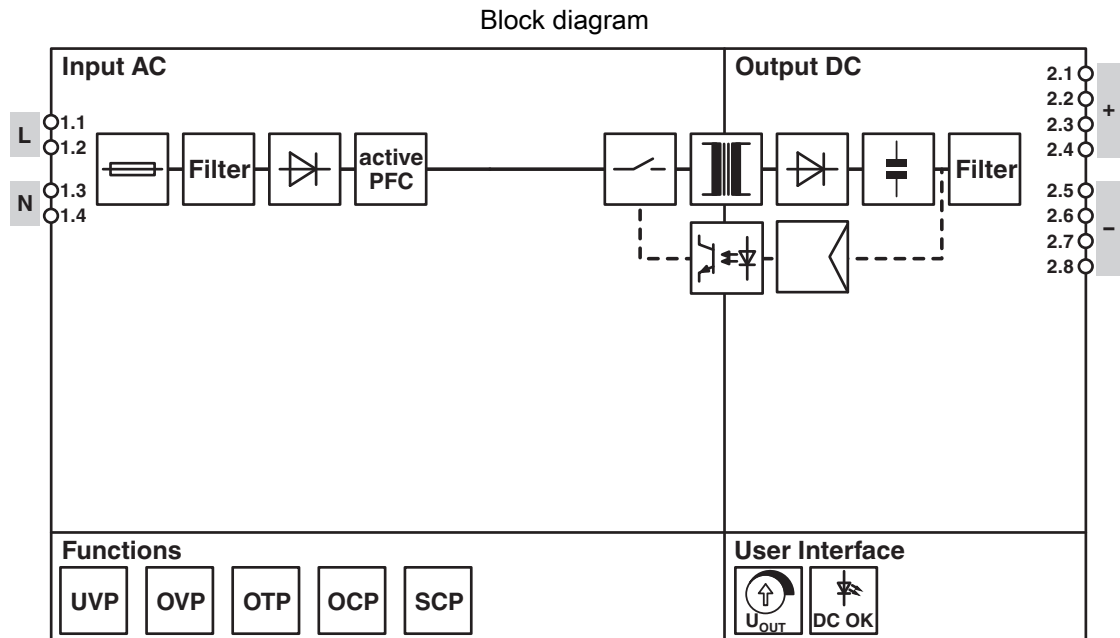 Block diagram
Input AC
Output DC
L
1.1
1.2
N
1.3
1.4
Filter
active
PFC
Filter
2.1
2.2
2.3
2.4
+
2.5
2.6
2.7
2.8
–
Functions
UVP
OVP
OTP
OCP
SCP
User Interface
UOUT
DC OK